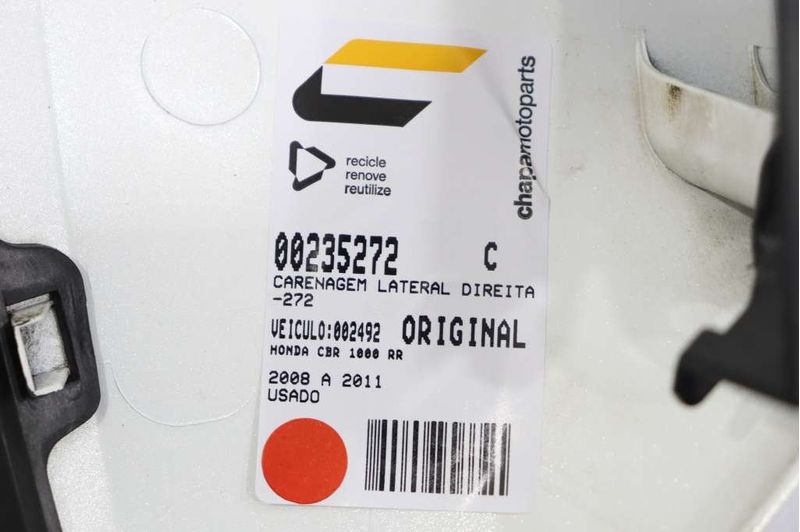 chapamotoparts
recicle
renove
reutilize
00235272 C
CARENAGEM LATERAL DIREITA
-272
VEICULO:002492 ORIGINAL
HONDA CBR 1000 RR
2008 A 2011
USADO